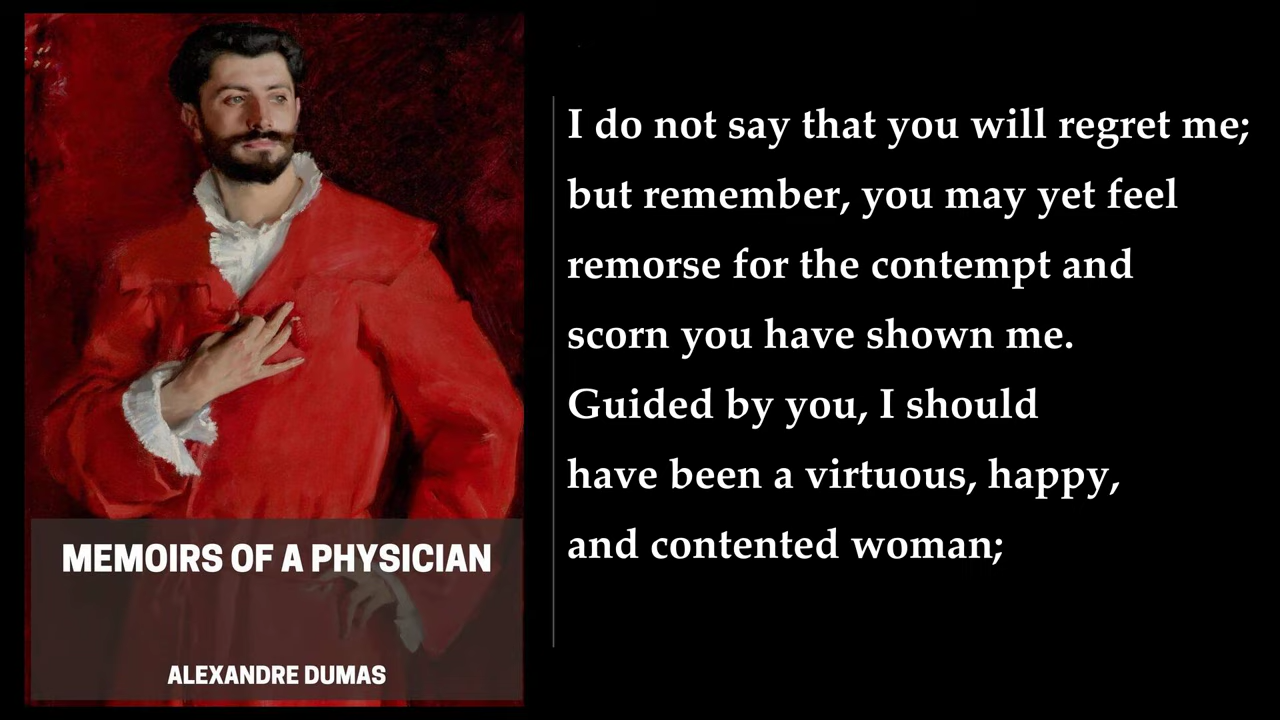 MEMOIRS OF A PHYSICIAN
ALEXANDRE DUMAS
I do not say that you will regret me;
but remember, you may yet feel
remorse for the contempt and
scorn you have shown me.
Guided by you, I should
have been a virtuous, happy,
and contented woman;